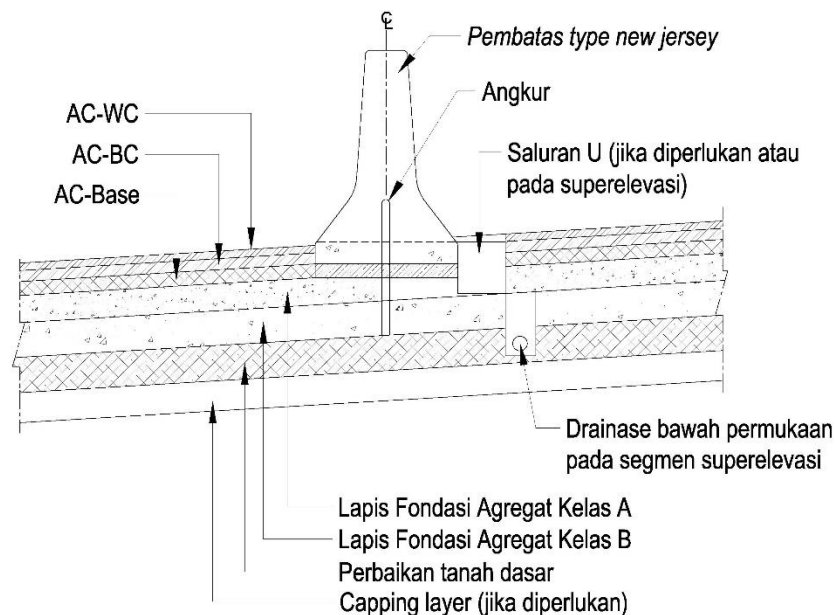 ℄
Pembatas type new jersey
Angkur
AC-WC
AC-BC
AC-Base
Saluran U (jika diperlukan atau
pada superelevasi)
Drainase bawah permukaan
pada segmen superelevasi
Lapis Fondasi Agregat Kelas A
Lapis Fondasi Agregat Kelas B
Perbaikan tanah dasar
Capping layer (jika diperlukan)